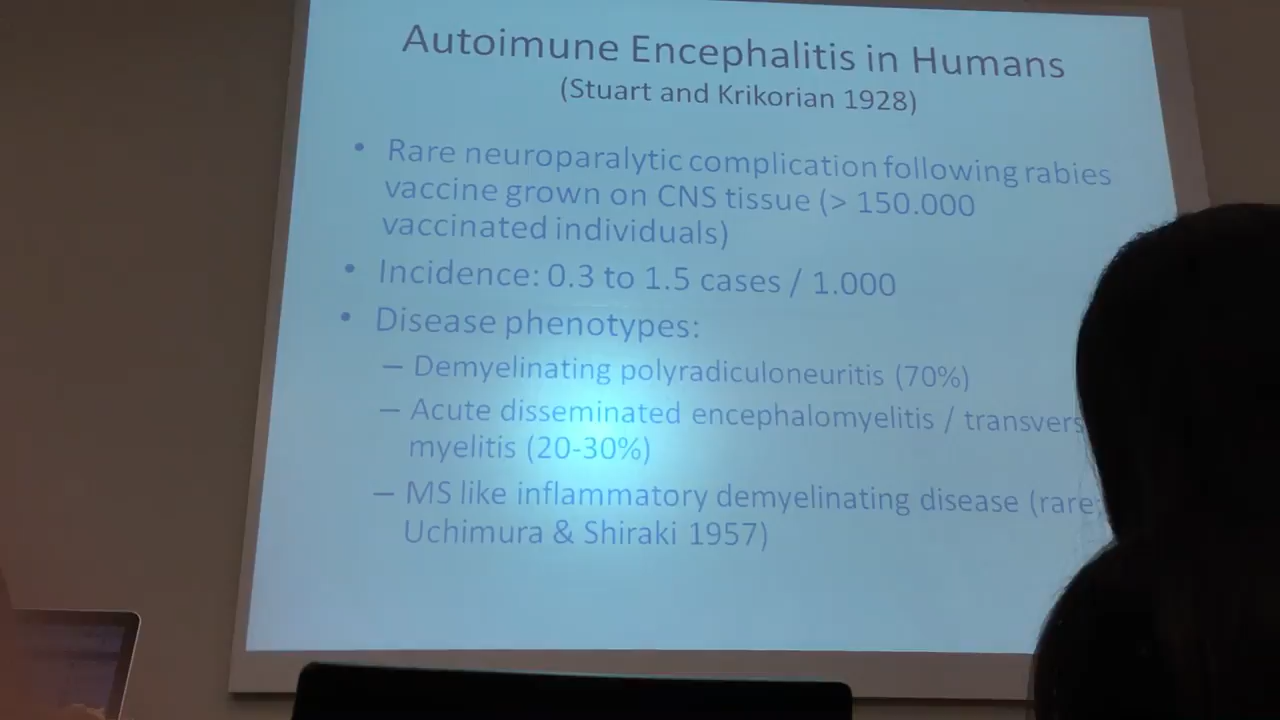 Autoimune Encephalitis in Humans
(Stuart and Krikorian 1928)
• Rare neuroparalytic complication following rabies
vaccine grown on CNS tissue (> 150.000
vaccinated individuals)
• Incidence: 0.3 to 1.5 cases / 1.000
• Disease phenotypes:
– Demyelinating polyradiculoneuritis (70%)
– Acute disseminated encephalomyelitis / transvers
myelitis (20-30%)
– MS like inflammatory demyelinating disease (rare;
Uchimura & Shiraki 1957)